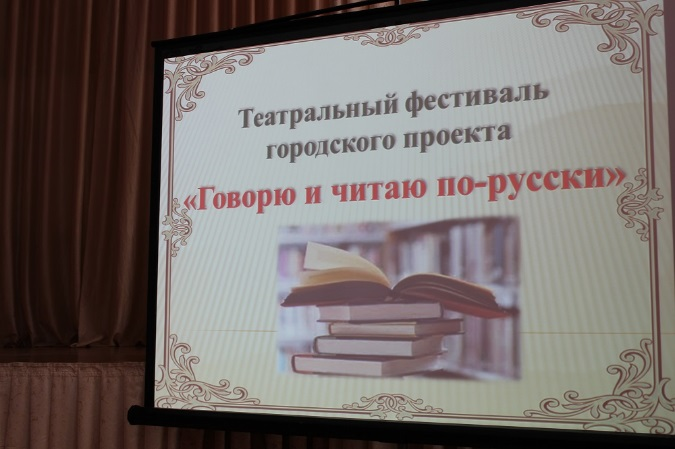 Театральный фестиваль
городского проекта
«Говорю и читаю по-русски»